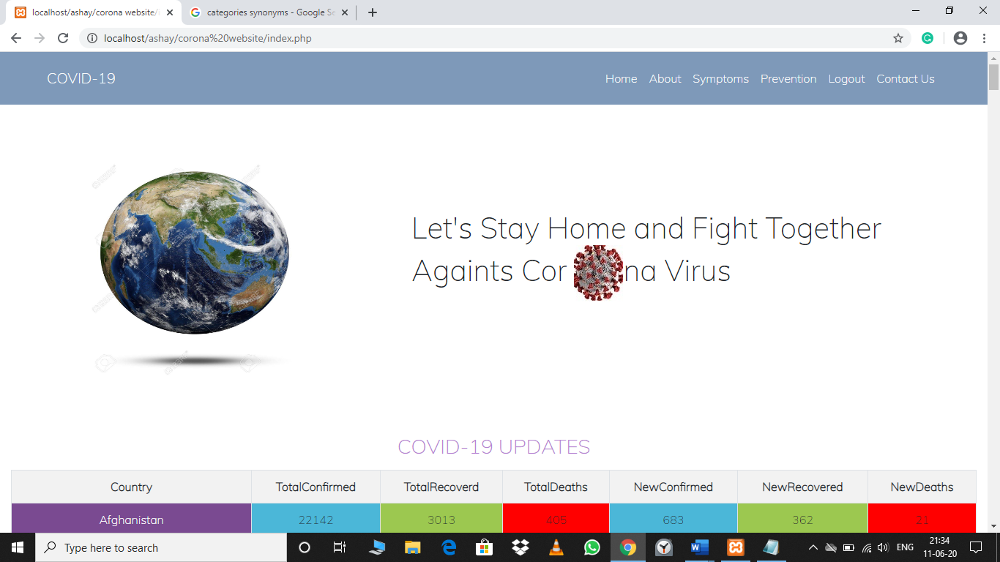 localhost/ashay/corona website/i
categories synonyms - Google Se
localhost/ashay/corona%20website/index.php
COVID-19
Home About Symptoms Prevention Logout Contact Us
Let's Stay Home and Fight Together
Againts Cor na Virus
COVID-19 UPDATES
Country TotalConfirmed TotalRecoverd TotalDeaths NewConfirmed NewRecovered NewDeaths
Afghanistan 22142 3013 405 683 362 21
Type here to search
ENG
21:34
11-06-20